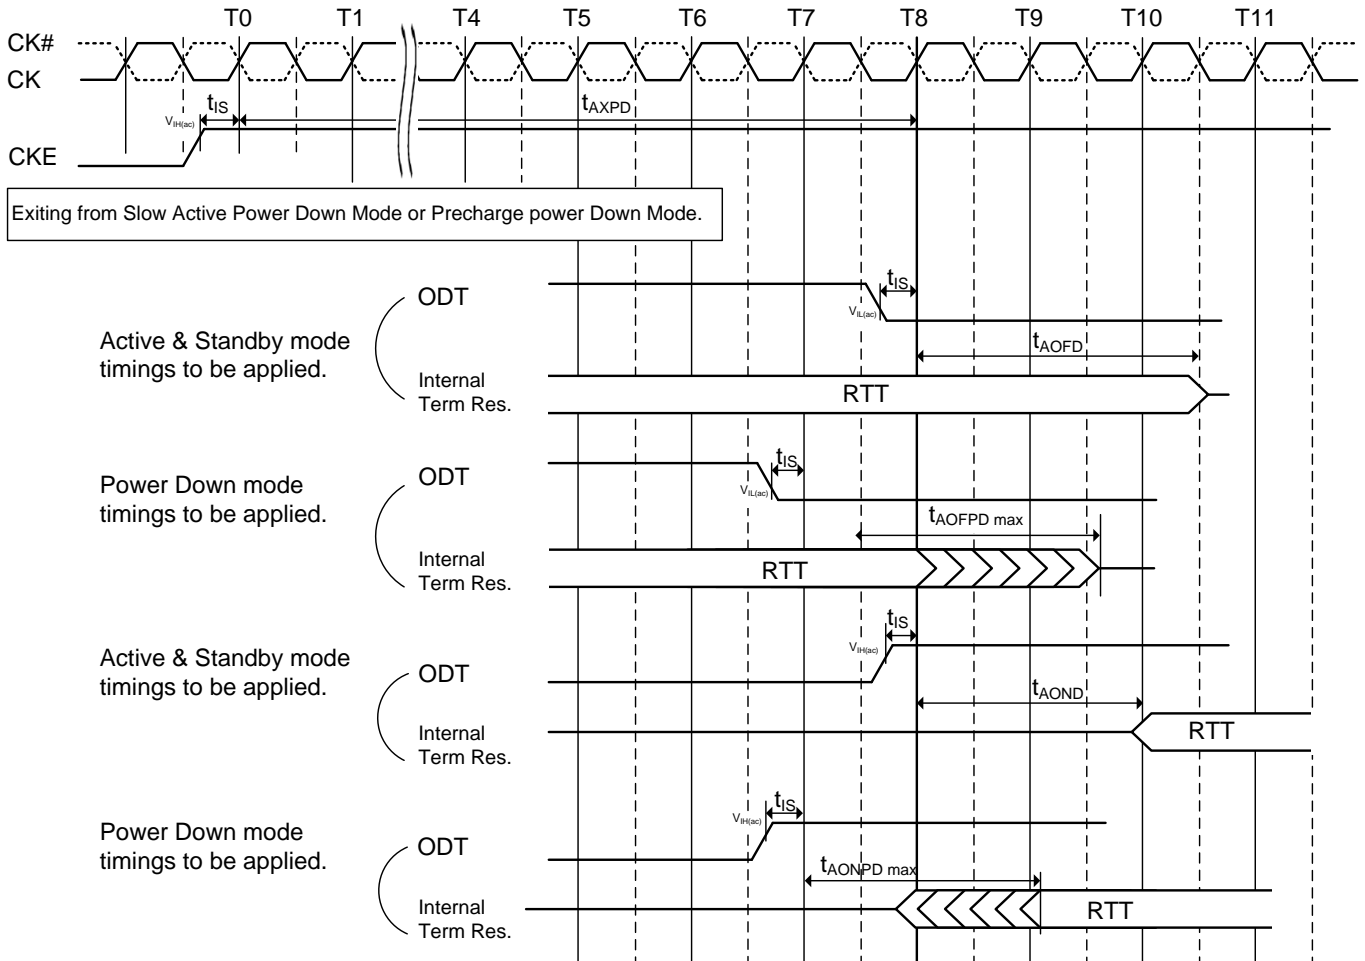 T0 T1 T4 T5 T6 T7 T8 T9 T10 T11
CK#
CK
tIS
tAXPD
VIH(ac)
CKE
Exiting from Slow Active Power Down Mode or Precharge power Down Mode.
ODT
tIS
VIL(ac)
Active & Standby mode
timings to be applied.
tAOFD
Internal
Term Res.
RTT
ODT
tIS
VIL(ac)
Power Down mode
timings to be applied.
tAOFPD max
Internal
Term Res.
RTT
tIS
VIH(ac)
Active & Standby mode
timings to be applied.
ODT
tAOND
Internal
Term Res.
RTT
tIS
VIH(ac)
Power Down mode
timings to be applied.
ODT
tAONPD max
Internal
Term Res.
RTT